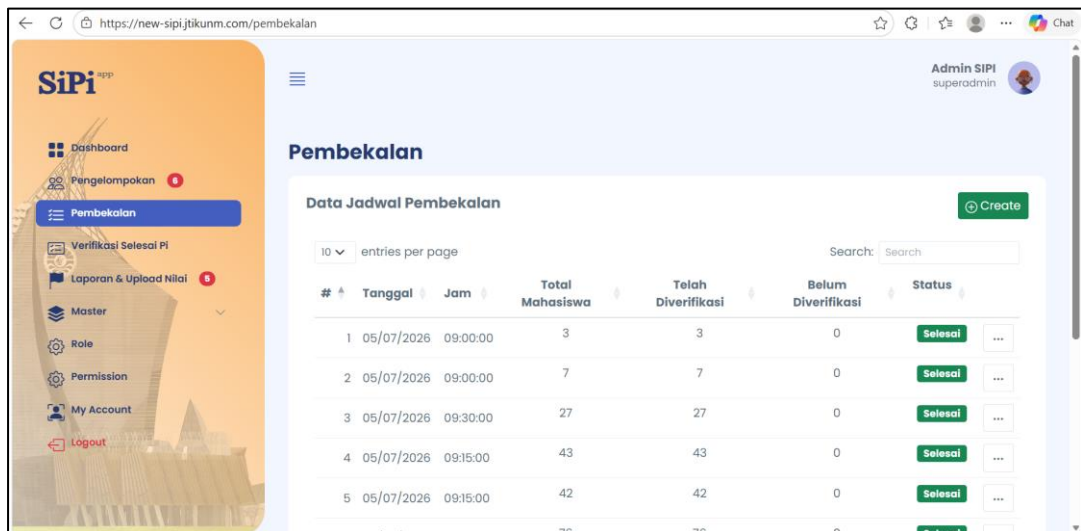 https://new-sipi.jtikunm.com/pembekalan
Chat
SiPi app
Admin SIPI
superadmin
Dashboard
Pengelompokan 6
Pembekalan
Verifikasi Selesai Pi
Laporan & Upload Nilai 5
Master
Role
Permission
My Account
Logout
Pembekalan
Data Jadwal Pembekalan
Create
10 entries per page
Search: Search
# Tanggal Jam Total Mahasiswa Telah Diverifikasi Belum Diverifikasi Status
1 05/07/2026 09:00:00 3 3 0 Selesai ...
2 05/07/2026 09:00:00 7 7 0 Selesai ...
3 05/07/2026 09:30:00 27 27 0 Selesai ...
4 05/07/2026 09:15:00 43 43 0 Selesai ...
5 05/07/2026 09:15:00 42 42 0 Selesai ...